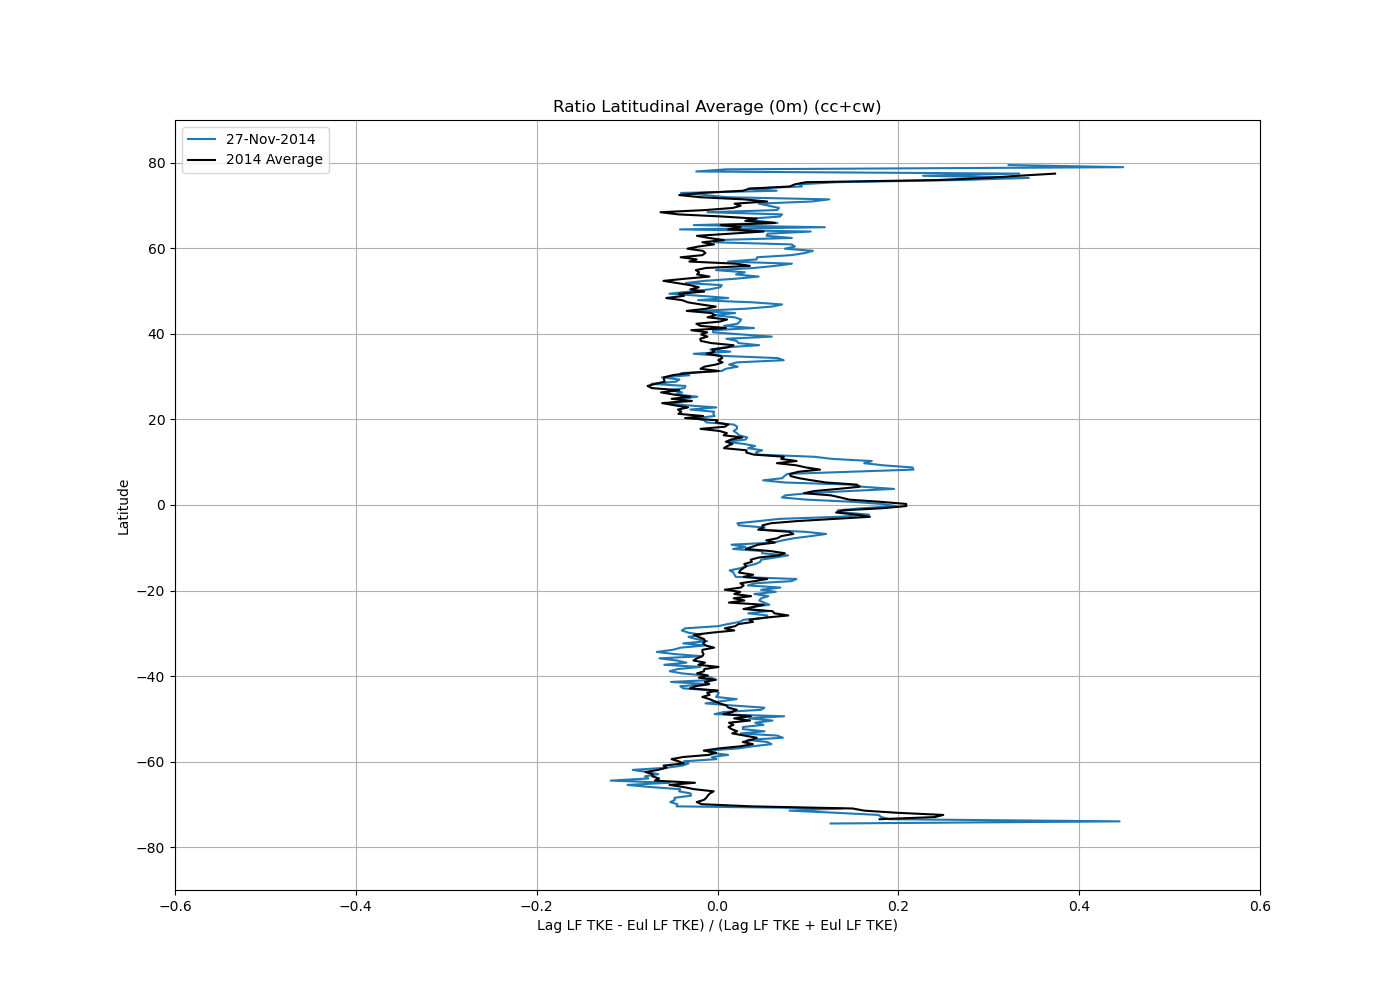 Ratio Latitudinal Average (0m) (cc+cw)
27-Nov-2014
2014 Average
80
60
40
20
0
−20
−40
−60
−80
Latitude
−0.6 −0.4 −0.2 0.0 0.2 0.4 0.6
Lag LF TKE - Eul LF TKE) / (Lag LF TKE + Eul LF TKE)